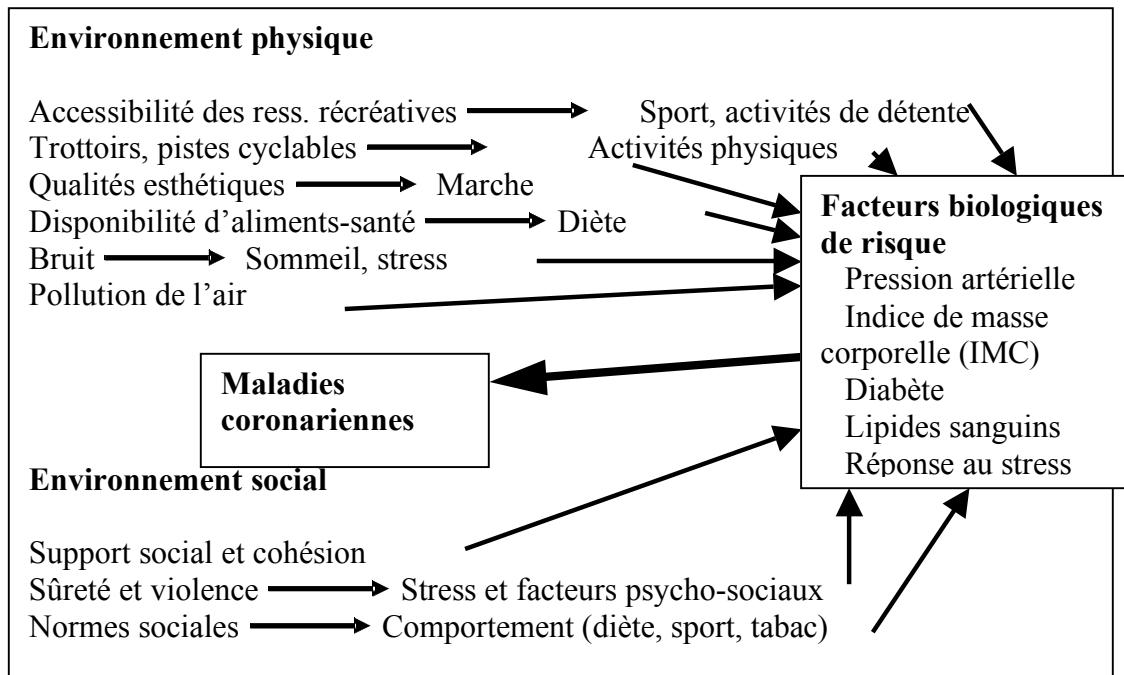 Environnement physique
Accessibilité des ress. récréatives Sport, activités de détente
Trottoirs, pistes cyclables Activités physiques
Qualités esthétiques Marche
Disponibilité d’aliments-santé Diète
Bruit Sommeil, stress
Pollution de l’air
Facteurs biologiques
de risque
Pression artérielle
Indice de masse
corporelle (IMC)
Diabète
Lipides sanguins
Réponse au stress
Maladies
coronariennes
Environnement social
Support social et cohésion
Sûreté et violence Stress et facteurs psycho-sociaux
Normes sociales Comportement (diète, sport, tabac)